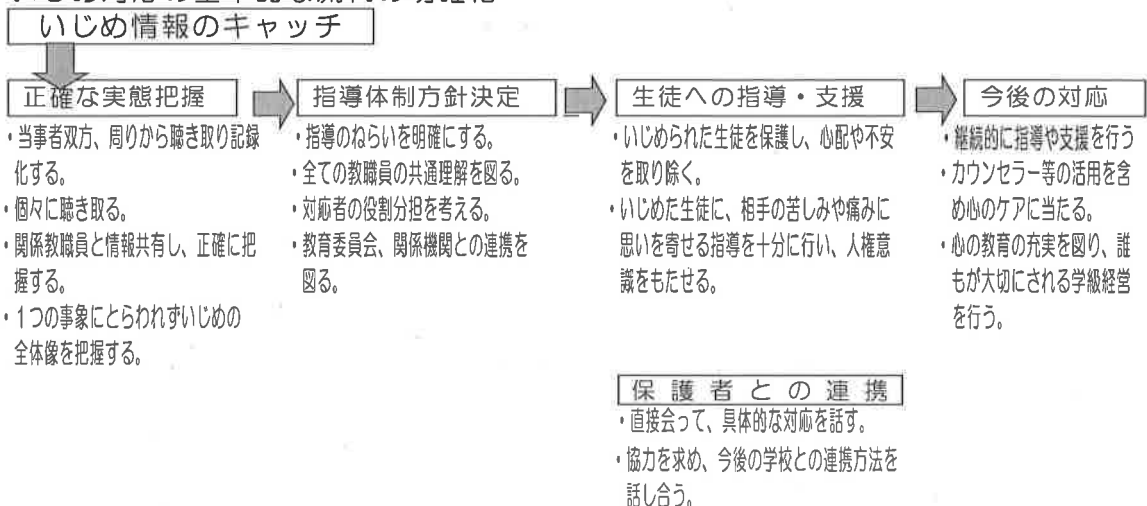 いじめ情報のキャッチ
正確な実態把握
・当事者双方、周りから聴き取り記録
化する。
・個々に聴き取る。
・関係教職員と情報共有し、正確に把
握する。
・1つの事象にとらわれずいじめの
全体像を把握する。
指導体制方針決定
・指導のねらいを明確にする。
・全ての教職員の共通理解を図る。
・対応者の役割分担を考える。
・教育委員会、関係機関との連携を
図る。
生徒への指導・支援
・いじめられた生徒を保護し、心配や不安
を取り除く。
・いじめた生徒に、相手の苦しみや痛みに
思いを寄せる指導を十分に行い、人権意
識をもたせる。
保護者との連携
・直接会って、具体的な対応を話す。
・協力を求め、今後の学校との連携方法を
話し合う。
今後の対応
・継続的に指導や支援を行う
・カウンセラー等の活用を含
め心のケアに当たる。
・心の教育の充実を図り、誰
もが大切にされる学級経営
を行う。